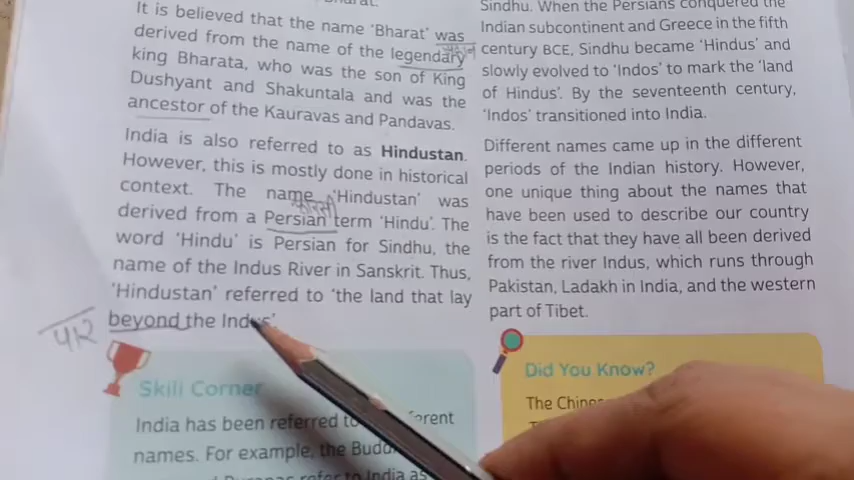 It is believed that the name ‘Bharat’ was
derived from the name of the legendary
king Bharata, who was the son of King
Dushyant and Shakuntala and was the
ancestor of the Kauravas and Pandavas.
India is also referred to as Hindustan.
However, this is mostly done in historical
context. The name ‘Hindustan’ was
फारसी
derived from a Persian term ‘Hindu’. The
word ‘Hindu’ is Persian for Sindhu, the
name of the Indus River in Sanskrit. Thus,
‘Hindustan’ referred to ‘the land that lay
beyond the Indus’.
पार
Skill Corner
India has been referred to
names. For example, the
refer to India as
Sindhu. When the Persians conquered the
Indian subcontinent and Greece in the fifth
century BCE, Sindhu became ‘Hindus’ and
slowly evolved to ‘Indos’ to mark the ‘land
of Hindus’. By the seventeenth century,
‘Indos’ transitioned into India.
Different names came up in the different
periods of the Indian history. However,
one unique thing about the names that
have been used to describe our country
is the fact that they have all been derived
from the river Indus, which runs through
Pakistan, Ladakh in India, and the western
part of Tibet.
Did You Know?
The